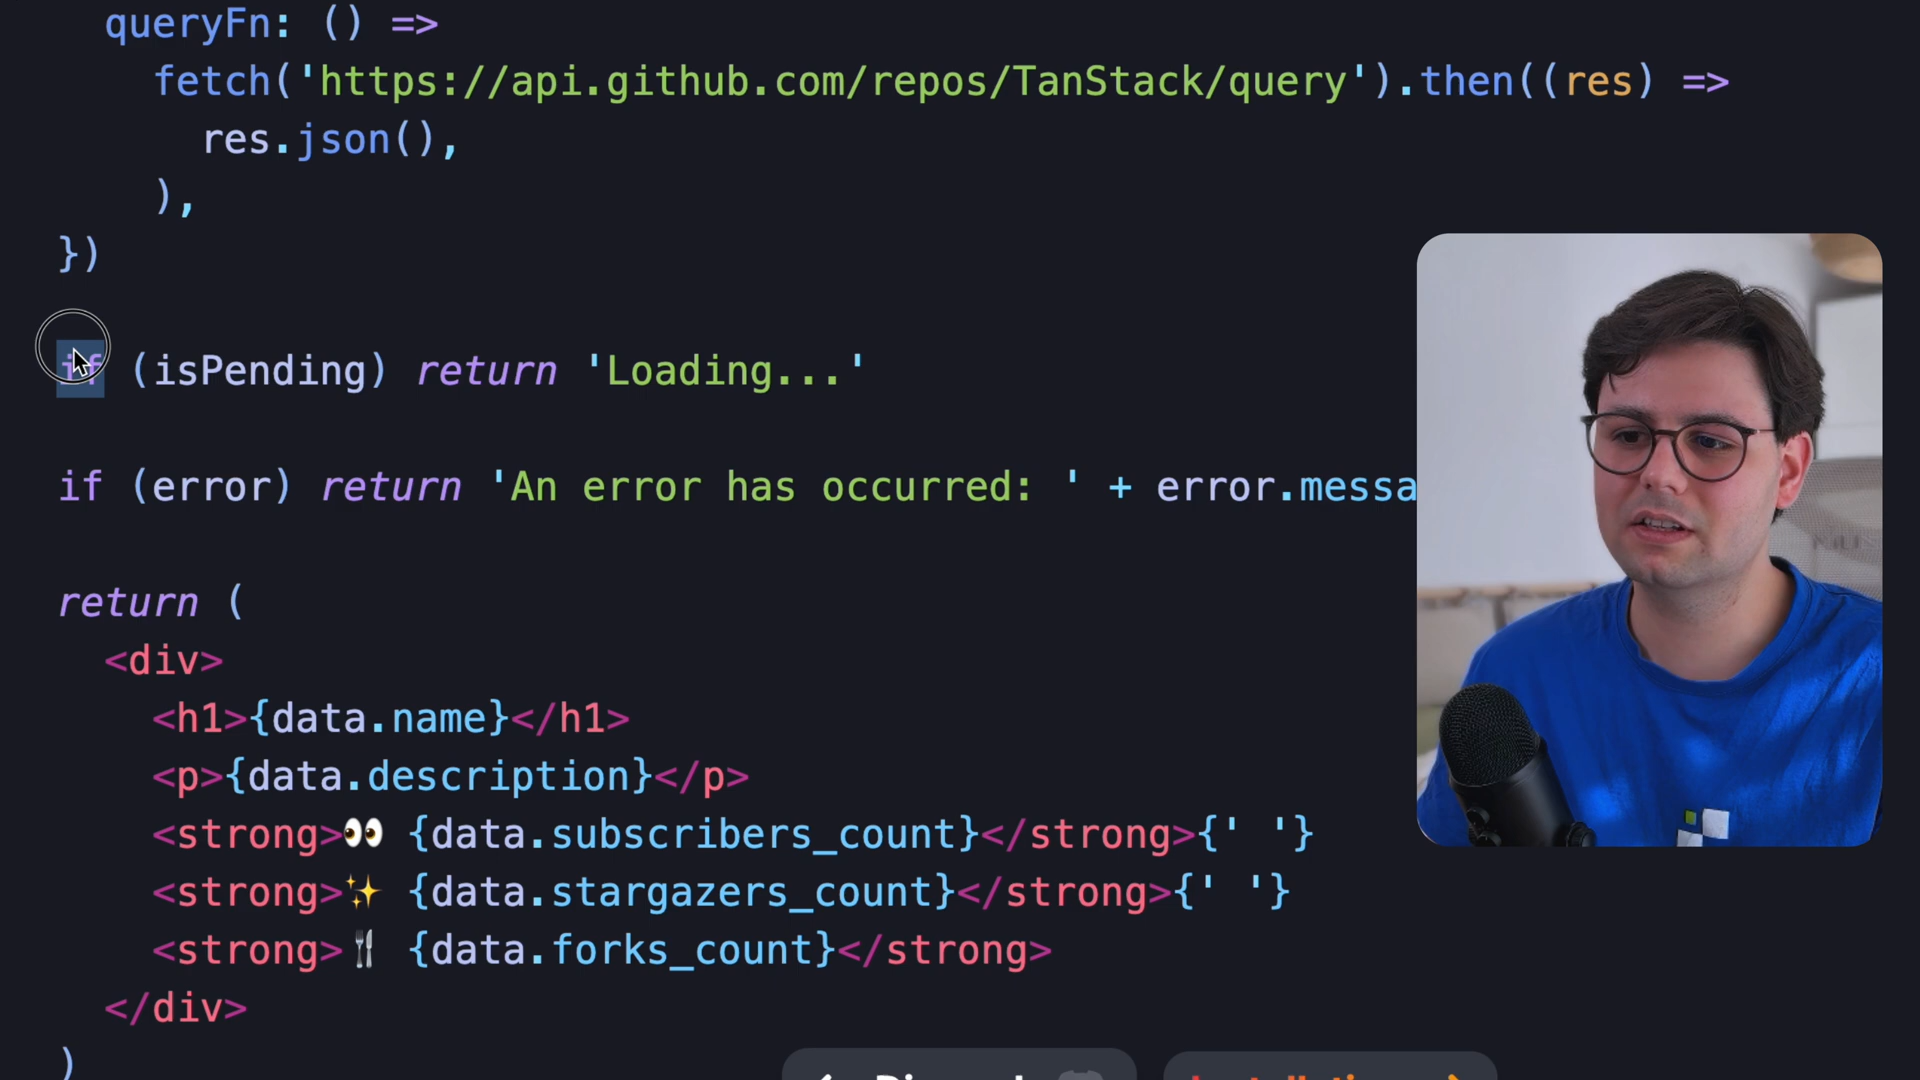 queryFn: () =>
fetch('https://api.github.com/repos/TanStack/query').then((res) =>
res.json(),
),
})
if (isPending) return 'Loading...'
if (error) return 'An error has occurred: ' + error.messa
return (
<div>
<h1>{data.name}</h1>
<p>{data.description}</p>
<strong>👀 {data.subscribers_count}</strong>{' '}
<strong>✨ {data.stargazers_count}</strong>{' '}
<strong>🍴 {data.forks_count}</strong>
</div>
)